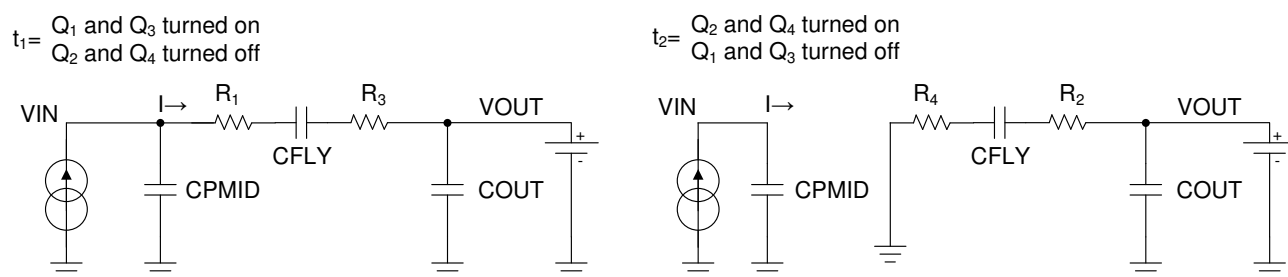 t₁= Q₁ and Q₃ turned on
Q₂ and Q₄ turned off
VIN
I→
R₁
R₃
VOUT
+
-
CFLY
CPMID
COUT
t₂= Q₂ and Q₄ turned on
Q₁ and Q₃ turned off
VIN
I→
R₄
R₂
VOUT
+
-
CFLY
CPMID
COUT